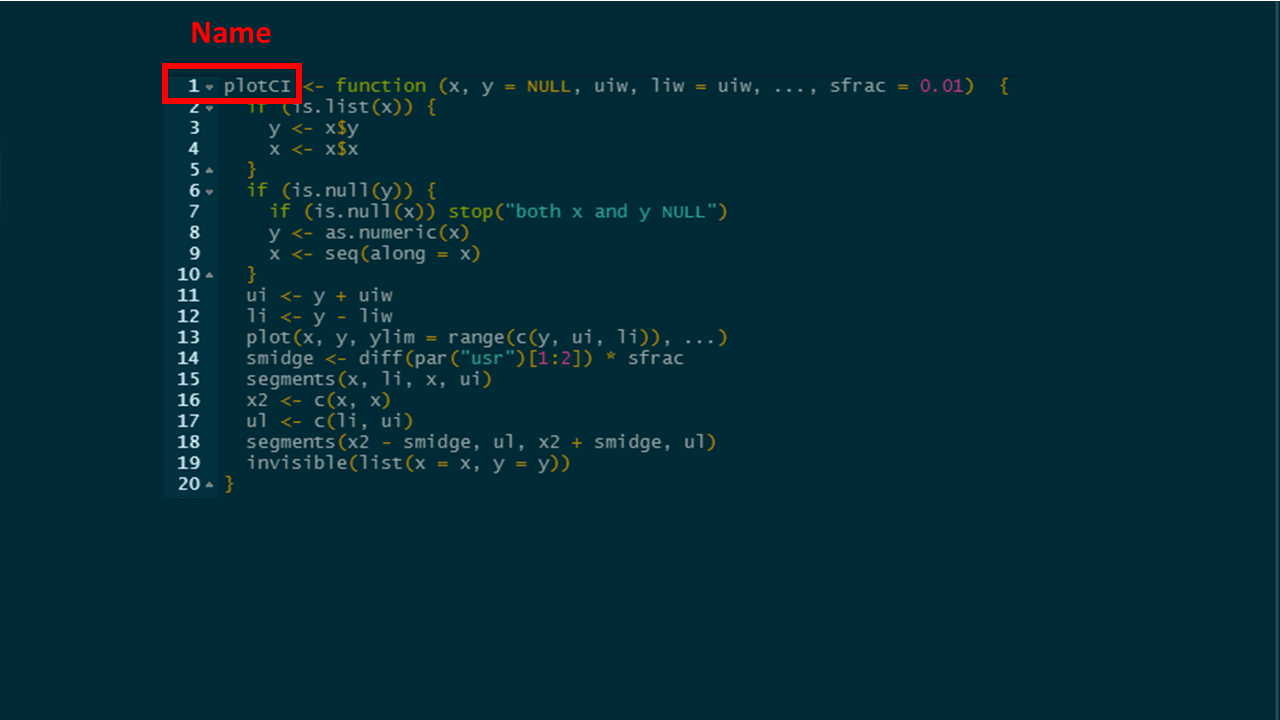 Name
1 plotCI <- function (x, y = NULL, uiw, liw = uiw, ..., sfrac = 0.01) {
2 if (is.list(x)) {
3 y <- x$y
4 x <- x$x
5 }
6 if (is.null(y)) {
7 if (is.null(x)) stop("both x and y NULL")
8 y <- as.numeric(x)
9 x <- seq(along = x)
10 }
11 ui <- y + uiw
12 li <- y - liw
13 plot(x, y, ylim = range(c(y, ui, li)), ...)
14 smidge <- diff(par("usr")[1:2]) * sfrac
15 segments(x, li, x, ui)
16 x2 <- c(x, x)
17 ul <- c(li, ui)
18 segments(x2 - smidge, ul, x2 + smidge, ul)
19 invisible(list(x = x, y = y))
20 }